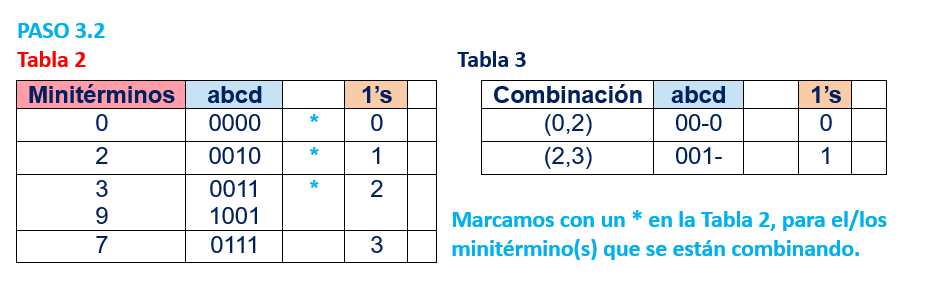 PASO 3.2
Tabla 2
Minitérminos abcd 1's
0 0000 * 0
2 0010 * 1
3 0011 * 2
9 1001
7 0111 3
Tabla 3
Combinación abcd 1's
(0,2) 00-0 0
(2,3) 001- 1
Marcamos con un * en la Tabla 2, para el/los
minitérmino(s) que se están combinando.